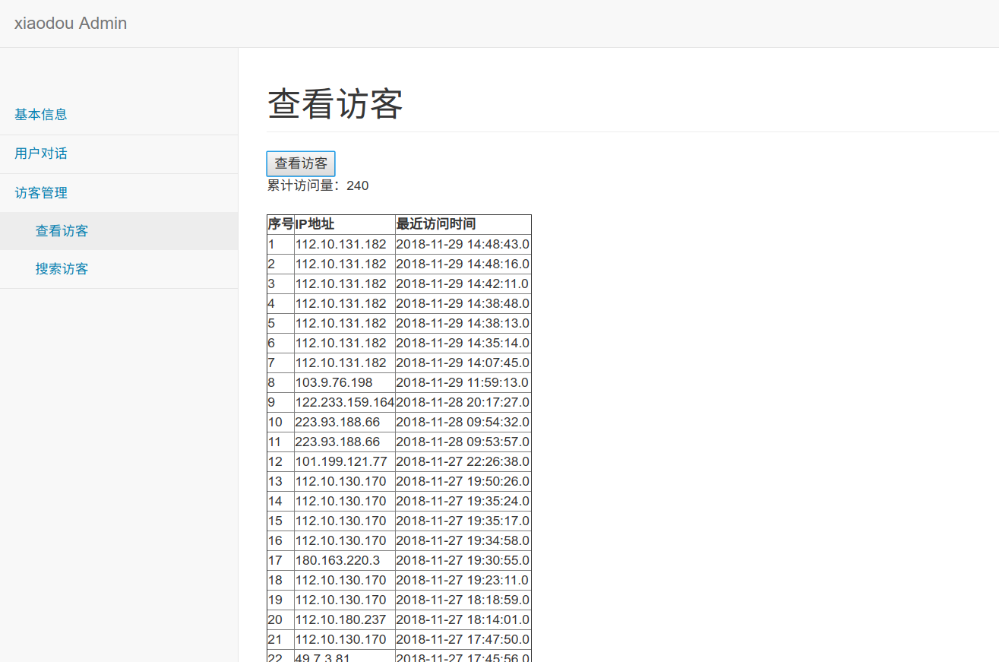 xiaodou Admin
基本信息
用户对话
访客管理
查看访客
搜索访客
查看访客
查看访客
累计访问量：240
序号 IP地址 最近访问时间
1 112.10.131.182 2018-11-29 14:48:43.0
2 112.10.131.182 2018-11-29 14:48:16.0
3 112.10.131.182 2018-11-29 14:42:11.0
4 112.10.131.182 2018-11-29 14:38:48.0
5 112.10.131.182 2018-11-29 14:38:13.0
6 112.10.131.182 2018-11-29 14:35:14.0
7 112.10.131.182 2018-11-29 14:07:45.0
8 103.9.76.198 2018-11-29 11:59:13.0
9 122.233.159.164 2018-11-28 20:17:27.0
10 223.93.188.66 2018-11-28 09:54:32.0
11 223.93.188.66 2018-11-28 09:53:57.0
12 101.199.121.77 2018-11-27 22:26:38.0
13 112.10.130.170 2018-11-27 19:50:26.0
14 112.10.130.170 2018-11-27 19:35:24.0
15 112.10.130.170 2018-11-27 19:35:17.0
16 112.10.130.170 2018-11-27 19:34:58.0
17 180.163.220.3 2018-11-27 19:30:55.0
18 112.10.130.170 2018-11-27 19:23:11.0
19 112.10.130.170 2018-11-27 18:18:59.0
20 112.10.180.237 2018-11-27 18:14:01.0
21 112.10.130.170 2018-11-27 17:47:50.0
22 49.7.3.81 2018-11-27 17:45:56.0